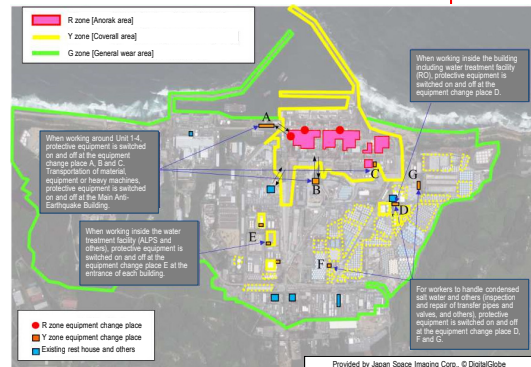 R zone [Anorak area]
Y zone [Coverall area]
G zone [General wear area]
When working inside the building
including water treatment facility
(RO), protective equipment is
switched on and off at the
equipment change place D.
When working around Unit 1-4,
protective equipment is switched
on and off at the equipment
change place A, B and C.
Transportation of material,
equipment or heavy machines,
protective equipment is switched
on and off at the Main Anti-
Earthquake Building.
When working inside the water
treatment facility (ALPS and
others), protective equipment is
switched on and off at the
equipment change place E at the
entrance of each building.
A
B
C
G
D
E
F
For workers to handle condensed
salt water and others (inspection
and repair of transfer pipes and
valves, and others), protective
equipment is switched on and off
at the equipment change place D,
F and G.
R zone equipment change place
Y zone equipment change place
Existing rest house and others
Provided by Japan Space Imaging Corp., © DigitalGlobe